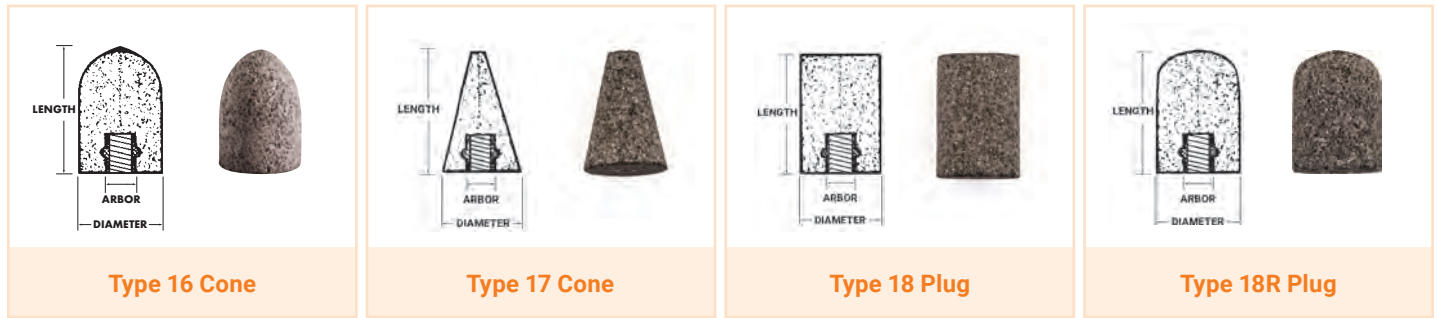 LENGTH
ARBOR
DIAMETER
Type 16 Cone
LENGTH
ARBOR
DIAMETER
Type 17 Cone
LENGTH
ARBOR
DIAMETER
Type 18 Plug
LENGTH
ARBOR
DIAMETER
Type 18R Plug